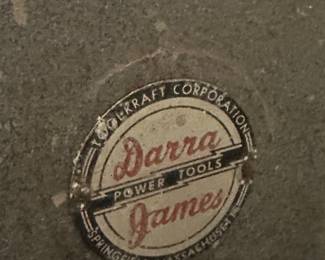 TOOLKRAFT CORPORATION
Darra
POWER TOOLS
James
SPRINGFIELD MASSACHUSETTS